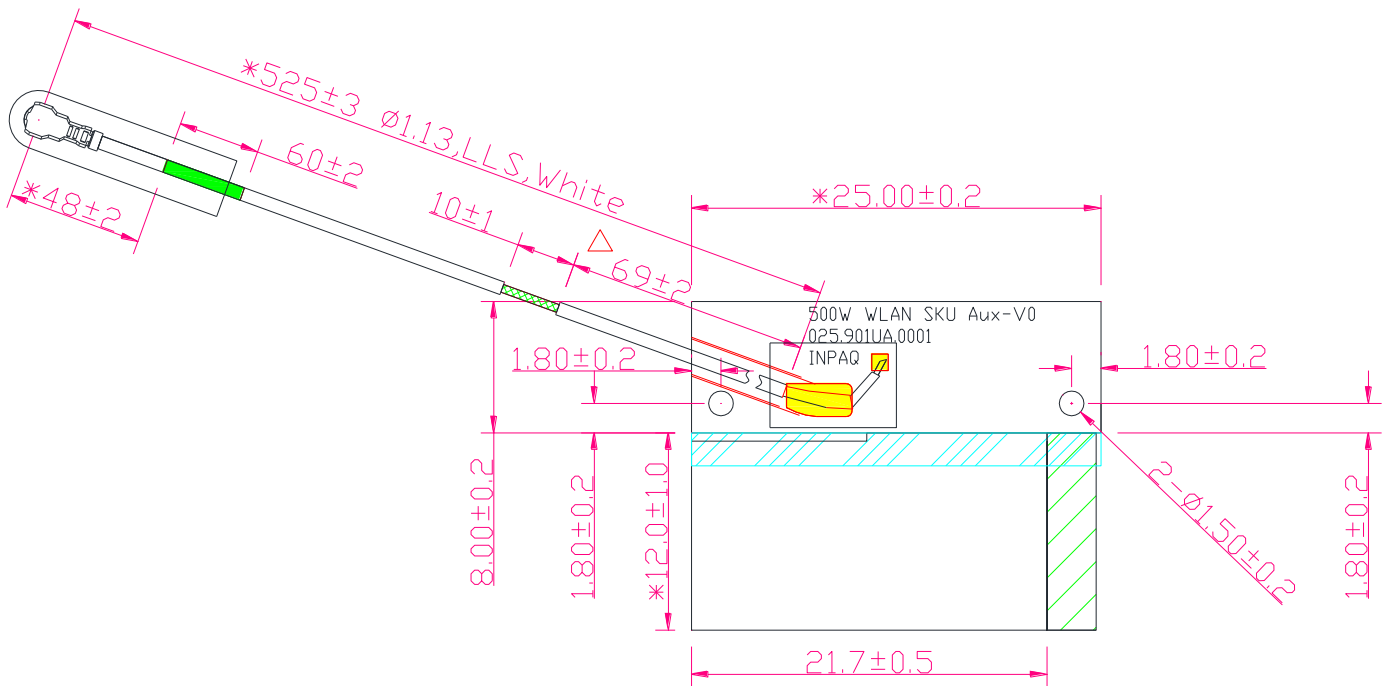 *525±3 Ø1.13,LLS,White
60±2
*48±2
10±1
69±2
*25.00±0.2
500W WLAN SKU Aux-V0
025.901UA.0001
INPAQ
1.80±0.2
1.80±0.2
8.00±0.2
1.80±0.2
*12.0±1.0
2-Ø1.50±0.2
1.80±0.2
21.7±0.5